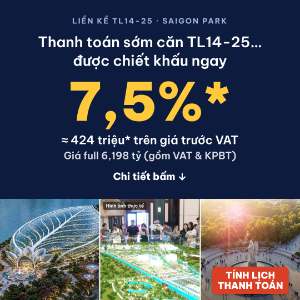 LIỀN KỀ TL14-25 · SAIGON PARK
Thanh toán sớm căn TL14-25...
được chiết khấu ngay
7,5%*
≈ 424 triệu* trên giá trước VAT
Giá full 6,198 tỷ (gồm VAT & KPBT)
Chi tiết bấm ↓
Hình ảnh thực tế
TÍNH LỊCH
THANH TOÁN